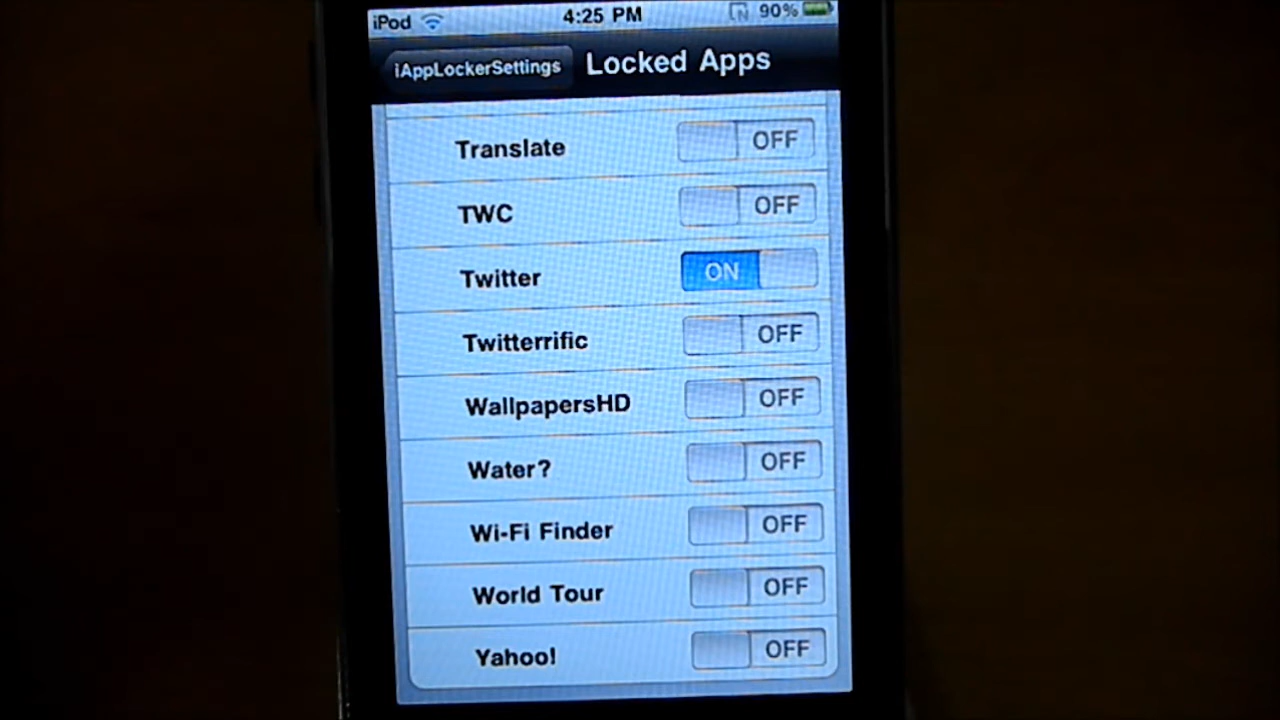 iPod 4:25 PM 90%
iAppLockerSettings Locked Apps
Translate OFF
TWC OFF
Twitter ON
Twitterrific OFF
WallpapersHD OFF
Water? OFF
Wi-Fi Finder OFF
World Tour OFF
Yahoo! OFF